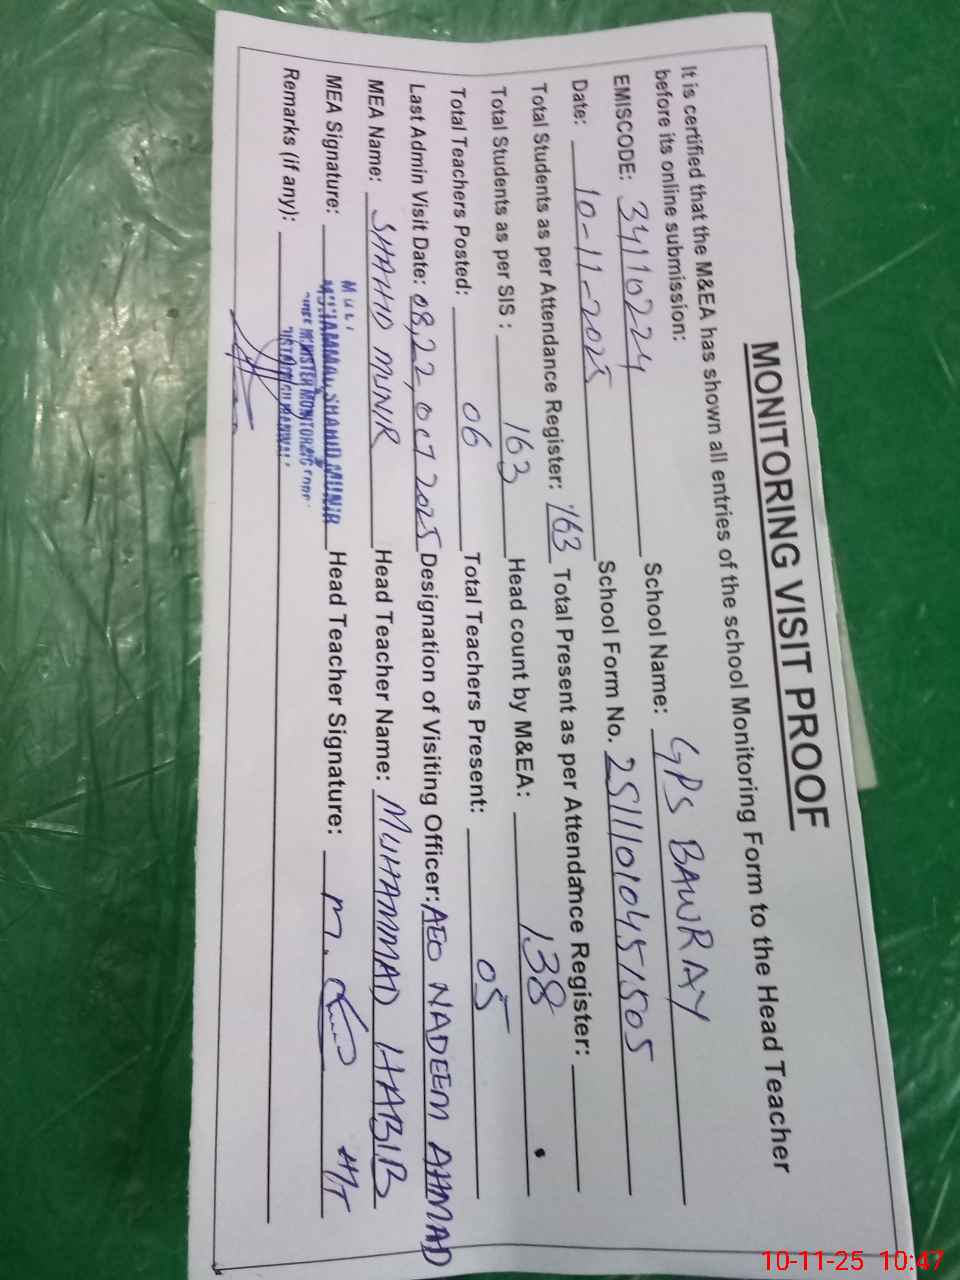 MONITORING VISIT PROOF
It is certified that the M&EA has shown all entries of the school Monitoring Form to the Head Teacher
before its online submission:
EMISCODE: 34110224 School Name: GPS BAWRAY
Date: 10-11-2025 School Form No. 25111010451505
Total Students as per Attendance Register: 163 Total Present as per Attendance Register:
Total Students as per SIS : 163 Head count by M&EA: 138
Total Teachers Posted: 06 Total Teachers Present: 05
Last Admin Visit Date: 08,22, OCT 2025 Designation of Visiting Officer: AEO NADEEM AHMAD
MEA Name: SHAHID MUNIR Head Teacher Name: MUHAMMAD HABIB
MEA Signature: SHAHID MUNIR Head Teacher Signature: HT
MONITORING
Remarks (if any):
10-11-25 10:47